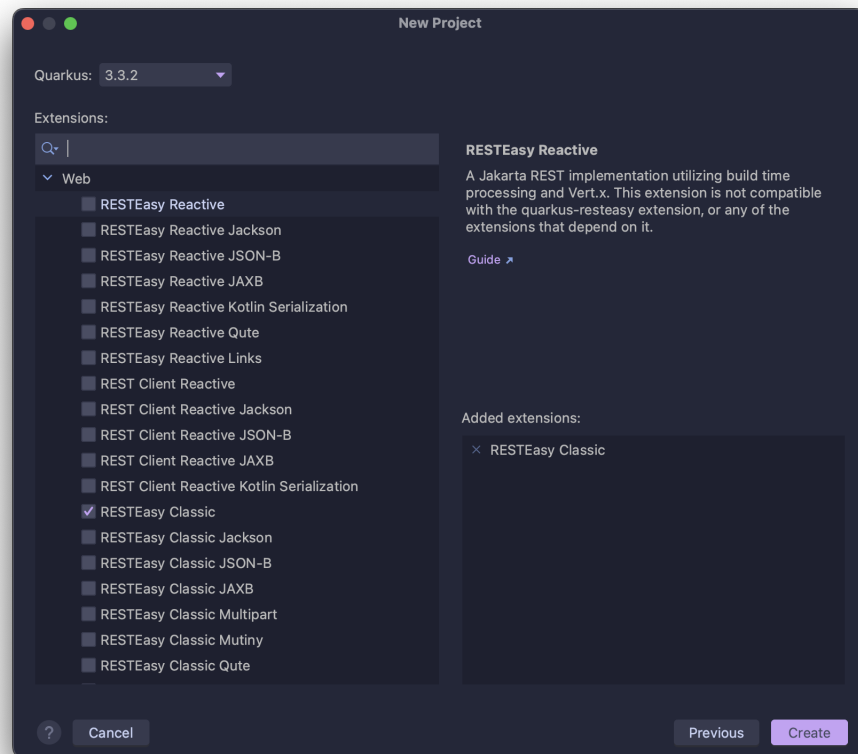 New Project
Quarkus: 3.3.2
Extensions:
Web
RESTEasy Reactive
RESTEasy Reactive Jackson
RESTEasy Reactive JSON-B
RESTEasy Reactive JAXB
RESTEasy Reactive Kotlin Serialization
RESTEasy Reactive Qute
RESTEasy Reactive Links
REST Client Reactive
REST Client Reactive Jackson
REST Client Reactive JSON-B
REST Client Reactive JAXB
REST Client Reactive Kotlin Serialization
RESTEasy Classic
RESTEasy Classic Jackson
RESTEasy Classic JSON-B
RESTEasy Classic JAXB
RESTEasy Classic Multipart
RESTEasy Classic Mutiny
RESTEasy Classic Qute
RESTEasy Reactive
A Jakarta REST implementation utilizing build time
processing and Vert.x. This extension is not compatible
with the quarkus-resteasy extension, or any of the
extensions that depend on it.
Guide ↗
Added extensions:
× RESTEasy Classic
?
Cancel
Previous
Create